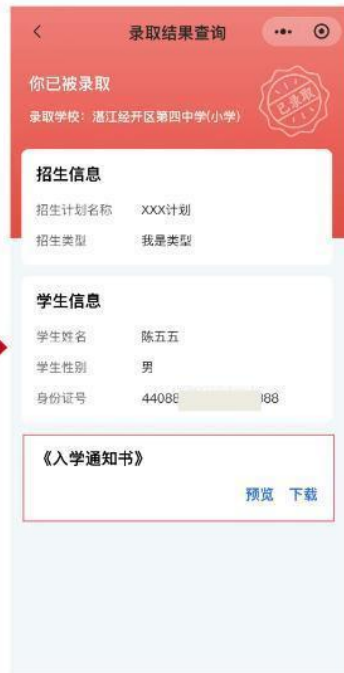 录取结果查询
你已被录取
录取学校：湛江经开区第四中学(小学)
已录取
招生信息
招生计划名称 XXX计划
招生类型 我是类型
学生信息
学生姓名 陈五五
学生性别 男
身份证号 44088 088
《入学通知书》
预览 下载